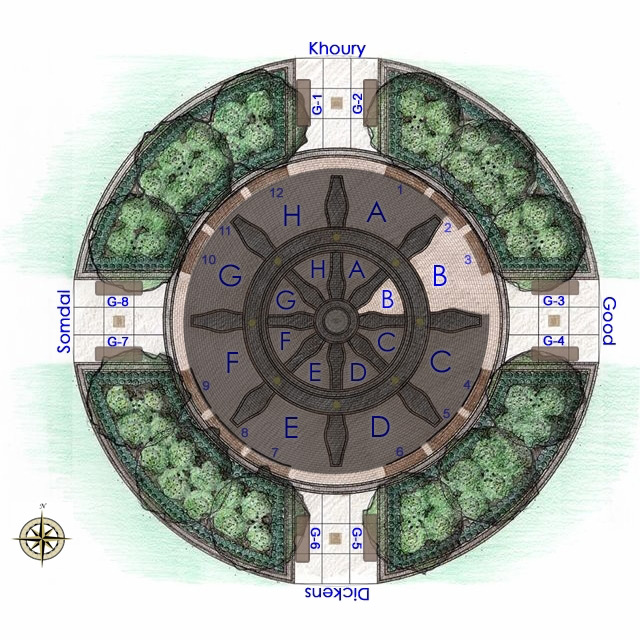 Khoury
G-1
G-2
12
1
H
A
11
2
10
3
G
B
H
A
G
B
Somdal
G-8
G-7
G-3
G-4
Good
F
C
F
C
E
D
9
4
E
D
8
5
7
6
G-6
G-5
Dickens
N